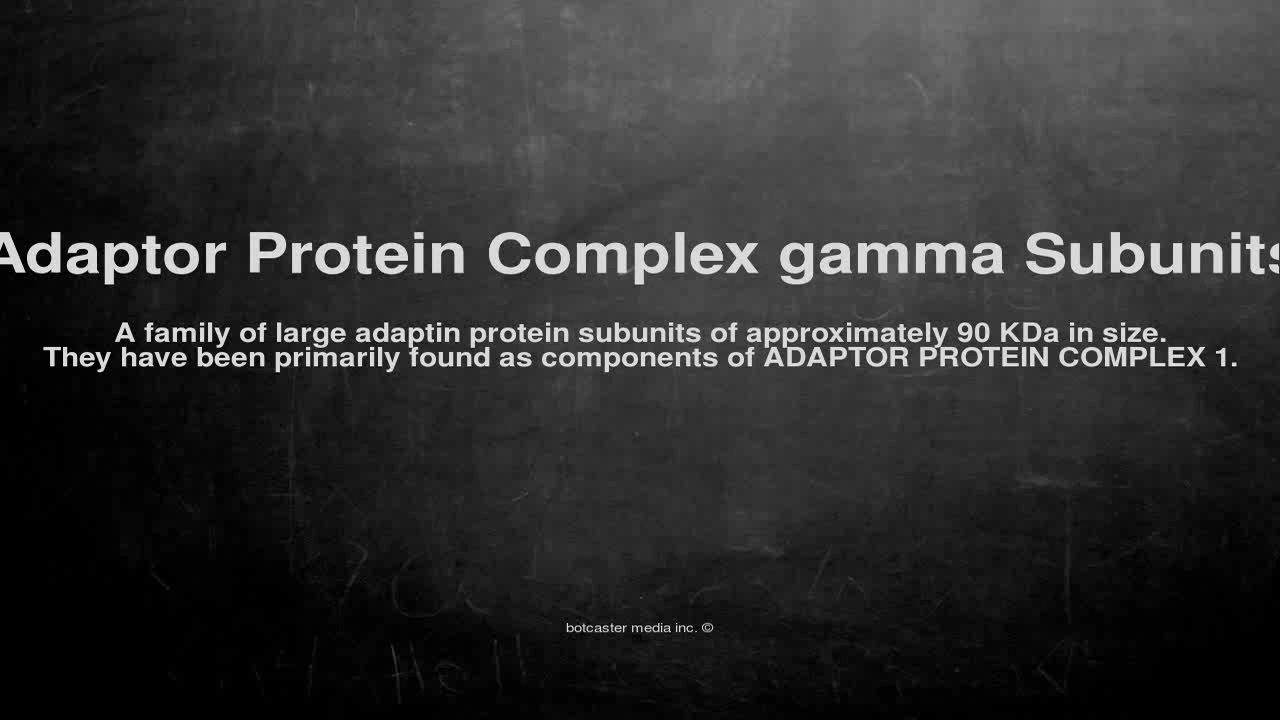 Adaptor Protein Complex gamma Subunits
A family of large adaptin protein subunits of approximately 90 KDa in size.
They have been primarily found as components of ADAPTOR PROTEIN COMPLEX 1.
botcaster media inc. ©